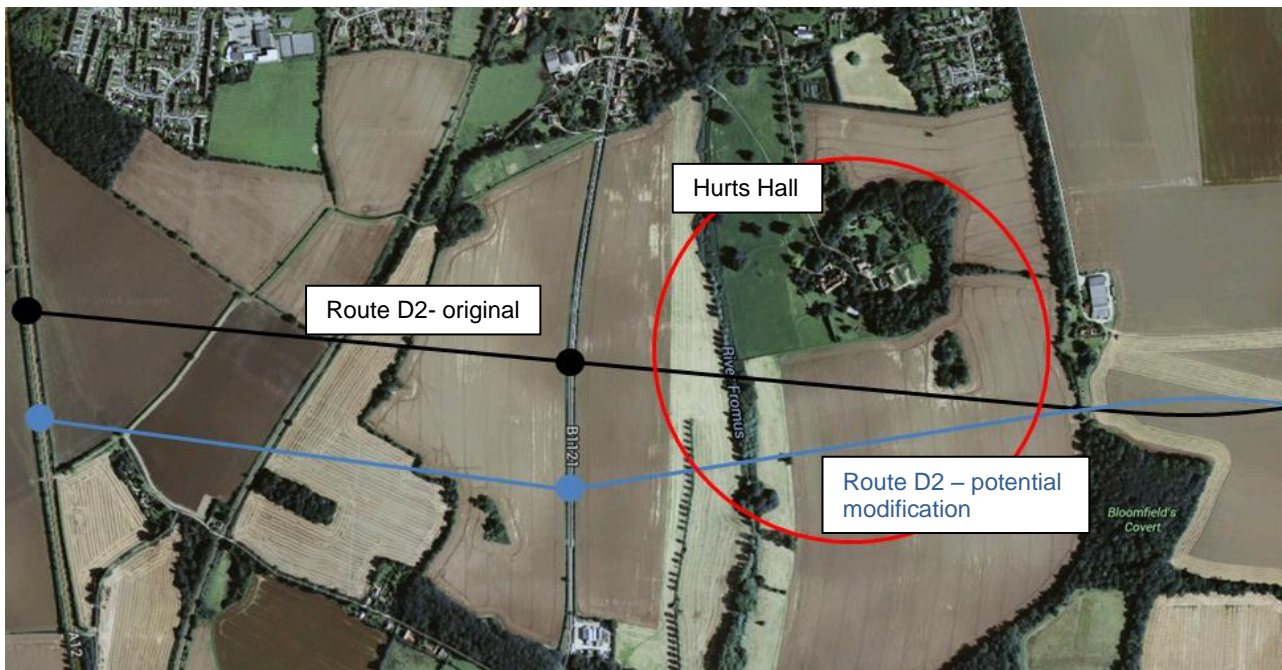 Hurts Hall
Route D2- original
River Fromus
B1121
Route D2 – potential
modification
Bloomfield's
Covert
A12